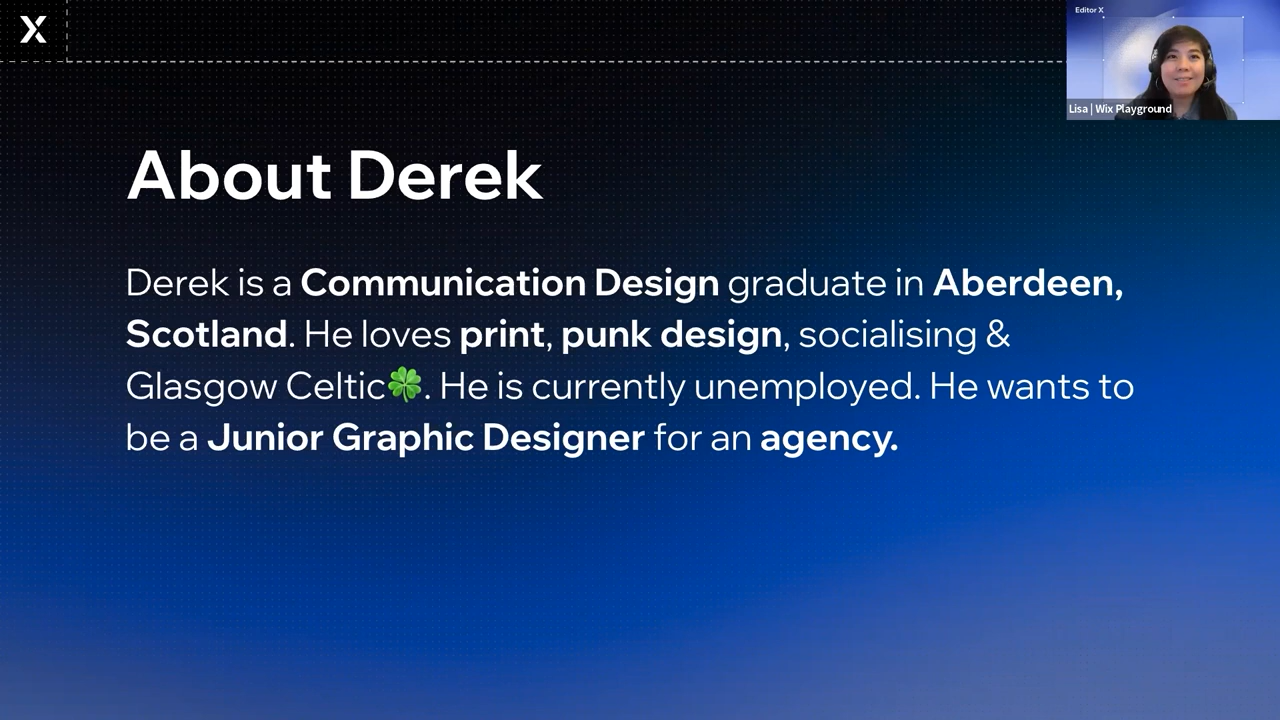 X
Editor X
Lisa | Wix Playground
About Derek
Derek is a Communication Design graduate in Aberdeen,
Scotland. He loves print, punk design, socialising &
Glasgow Celtic🍀. He is currently unemployed. He wants to
be a Junior Graphic Designer for an agency.